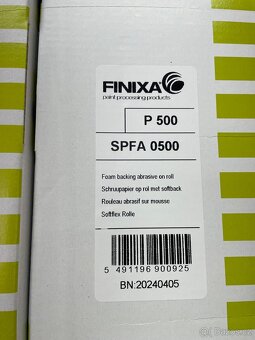 FINIXA
paint processing products
P 500
SPFA 0500
Foam backing abrasive on roll
Schruupapier op rol met softback
Rouleau abrasif sur mousse
Softflex Rolle
5 491196 900925
BN:20240405